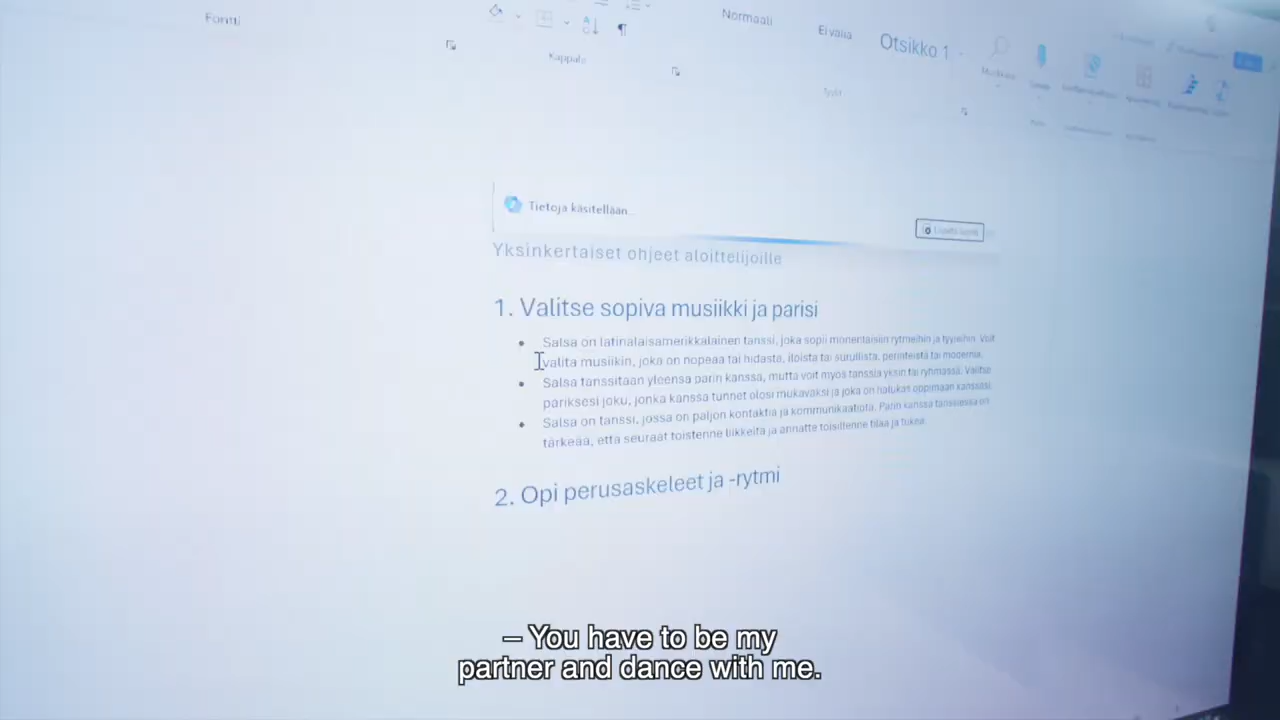 Fontti
Kappale
Normaali
Ei väliä
Otsikko 1
Tyylit
Tietoja käsitellään...
Yksinkertaiset ohjeet aloittelijoille
1. Valitse sopiva musiikki ja parisi
Salsa on latinalaisamerikkalainen tanssi, joka sopii monenlaisiin rytmeihin ja tyyleihin. Voit
valita musiikin, joka on nopeaa tai hidasta, iloista tai surullista, perinteistä tai modernia.
Salsa tanssitaan yleensä parin kanssa, mutta voit myös tanssia yksin tai ryhmässä. Valitse
pariksesi joku, jonka kanssa tunnet olosi mukavaksi ja joka on halukas oppimaan kanssasi.
Salsa on tanssi, jossa on paljon kontaktia ja kommunikaatiota. Parin kanssa tanssiessa on
tärkeää, että seuraat toistenne liikkeitä ja annatte toisillenne tilaa ja tukea.
2. Opi perusaskeleet ja -rytmi
– You have to be my
partner and dance with me.